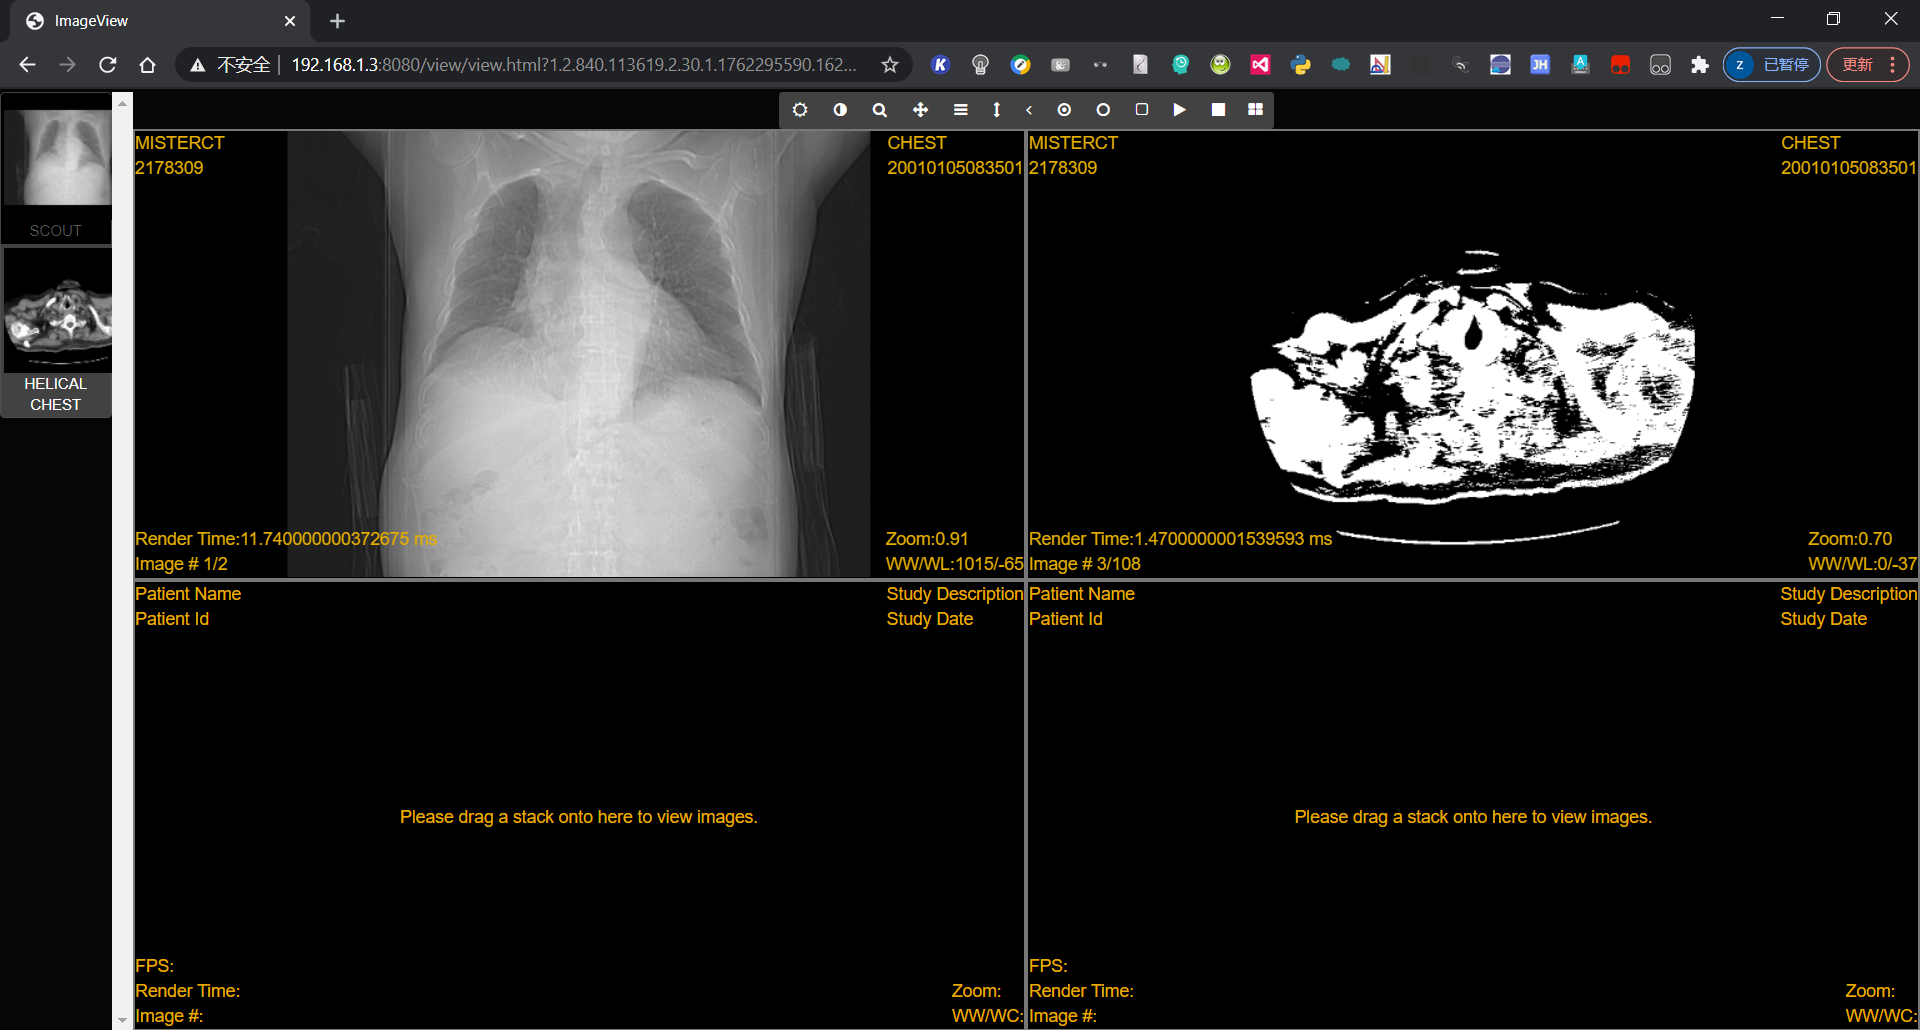 ImageView
不安全
192.168.1.3:8080/view/view.html?1.2.840.113619.2.30.1.1762295590.162...
JH
A
z 已暂停
更新
SCOUT
HELICAL
CHEST
MISTERCT
2178309
CHEST
20010105083501
Render Time:11.740000000372675 ms
Image # 1/2
Zoom:0.91
WW/WL:1015/-65
MISTERCT
2178309
CHEST
20010105083501
Render Time:1.4700000001539593 ms
Image # 3/108
Zoom:0.70
WW/WL:0/-37
Patient Name
Patient Id
Study Description
Study Date
Please drag a stack onto here to view images.
FPS:
Render Time:
Image #:
Zoom:
WW/WC:
Patient Name
Patient Id
Study Description
Study Date
Please drag a stack onto here to view images.
FPS:
Render Time:
Image #:
Zoom:
WW/WC: